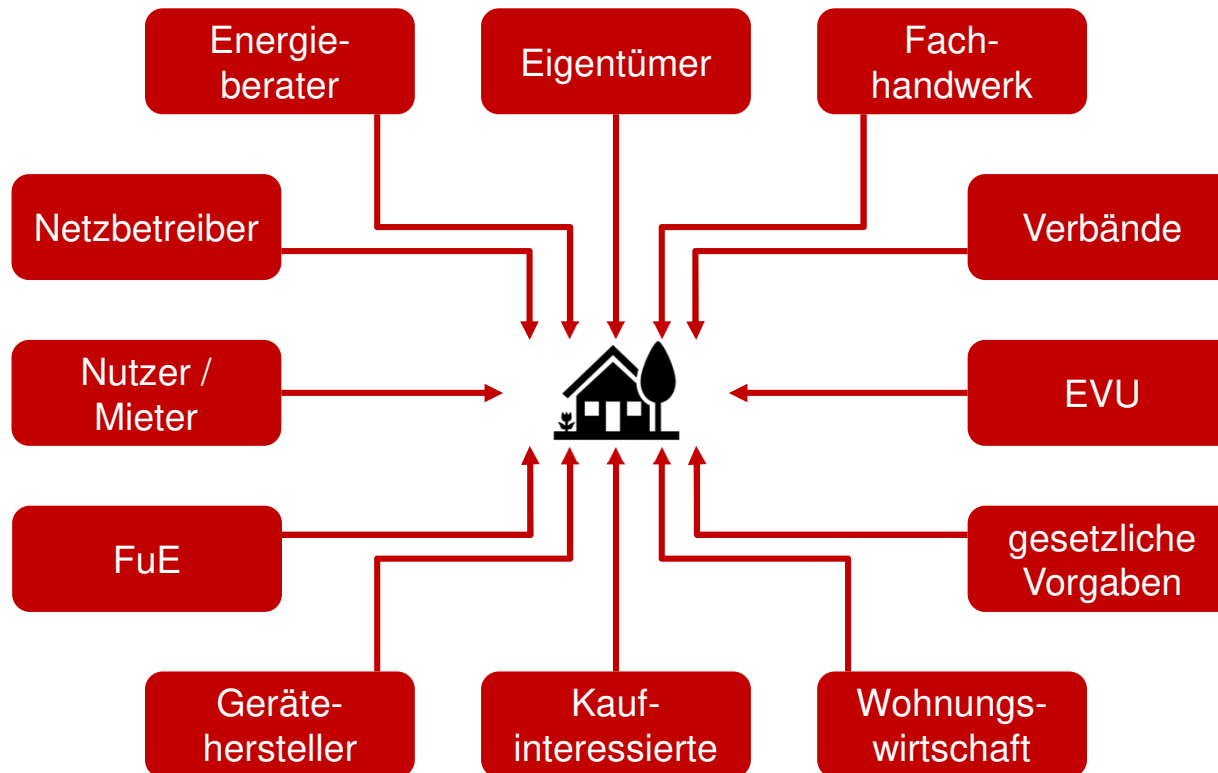 Energie-
berater
Eigentümer
Fach-
handwerk
Netzbetreiber
Verbände
Nutzer /
Mieter
EVU
FuE
gesetzliche
Vorgaben
Geräte-
hersteller
Kauf-
interessierte
Wohnungs-
wirtschaft